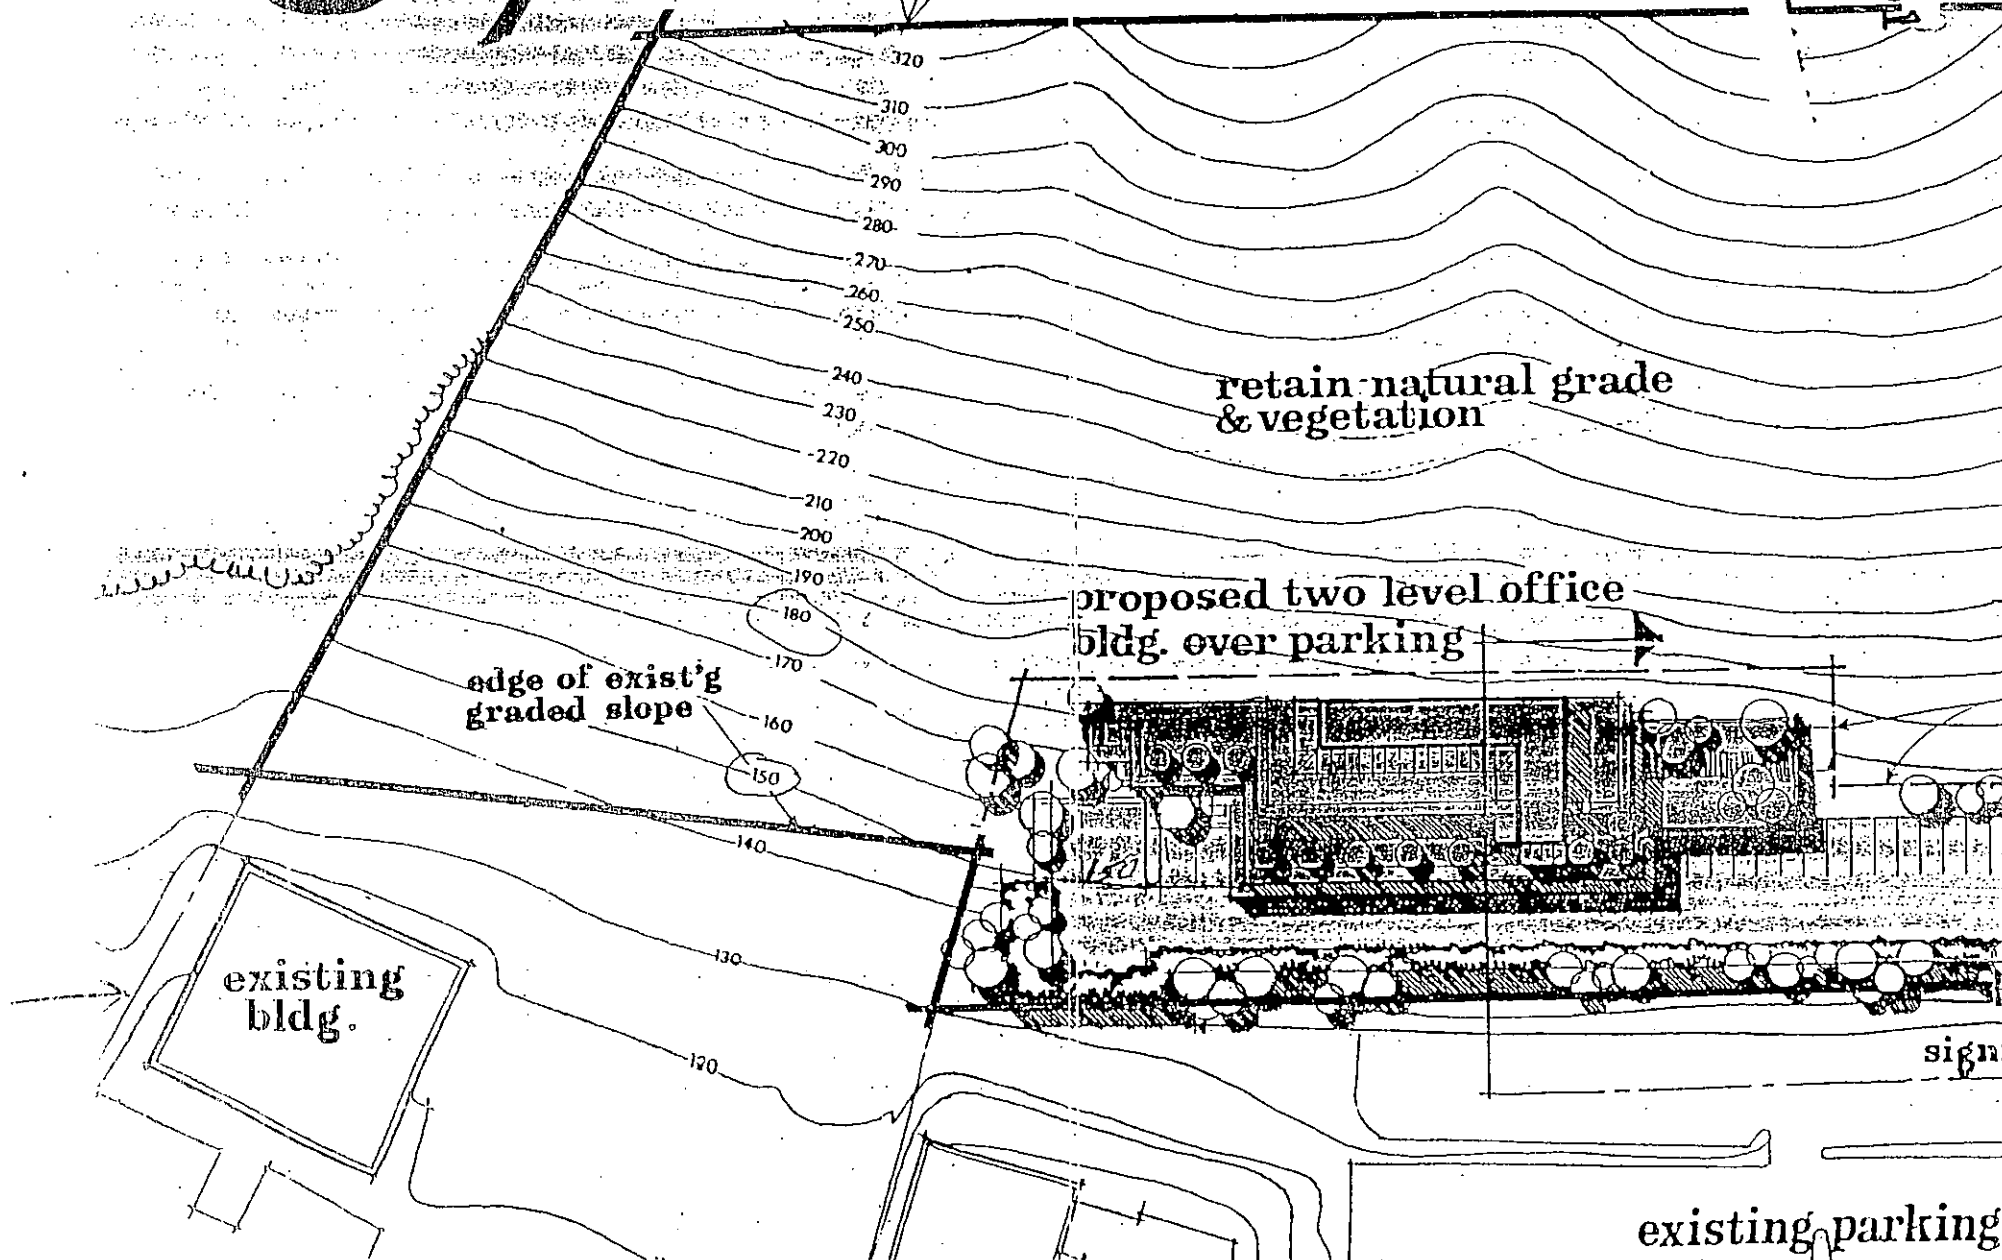 320
310
300
290
280
270
260
250
240
230
220
210
200
190
180
170
160
150
140
130
120
retain natural grade
& vegetation
proposed two level office
bldg. over parking
edge of exist'g
graded slope
150
existing
bldg.
sign
existing parking